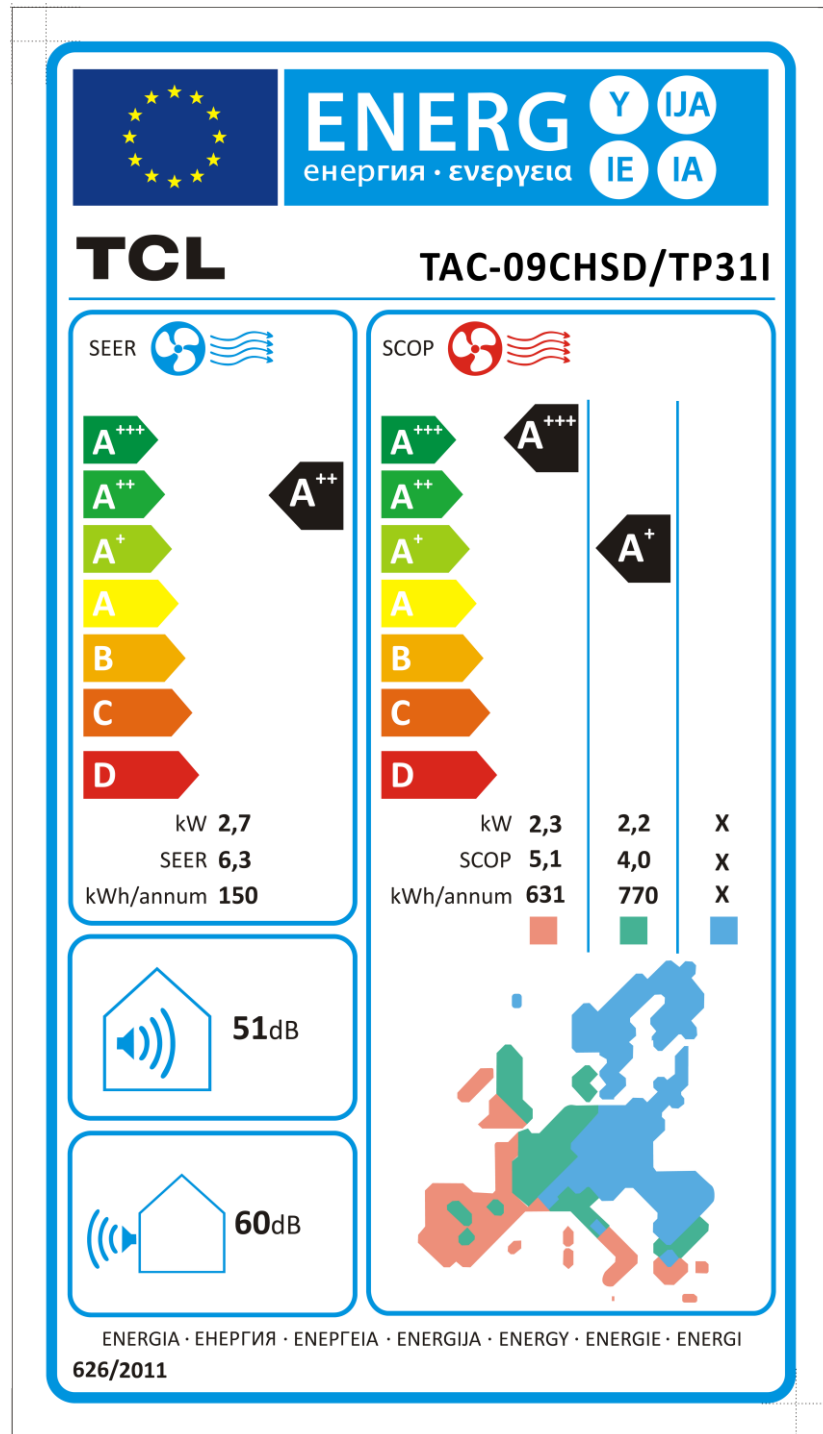 ENERG
енергия · ενεργεια
Y IJA
IE IA
TCL
TAC-09CHSD/TP31I
SEER
A+++
A++
A+
A
B
C
D
A++
kW 2,7
SEER 6,3
kWh/annum 150
SCOP
A+++
A++
A+
A
B
C
D
A+++
A+
kW 2,3 2,2 X
SCOP 5,1 4,0 X
kWh/annum 631 770 X
51dB
60dB
ENERGIA · ЕНЕРГИЯ · ΕΝΕΡΓΕΙΑ · ENERGIJA · ENERGY · ENERGIE · ENERGI
626/2011